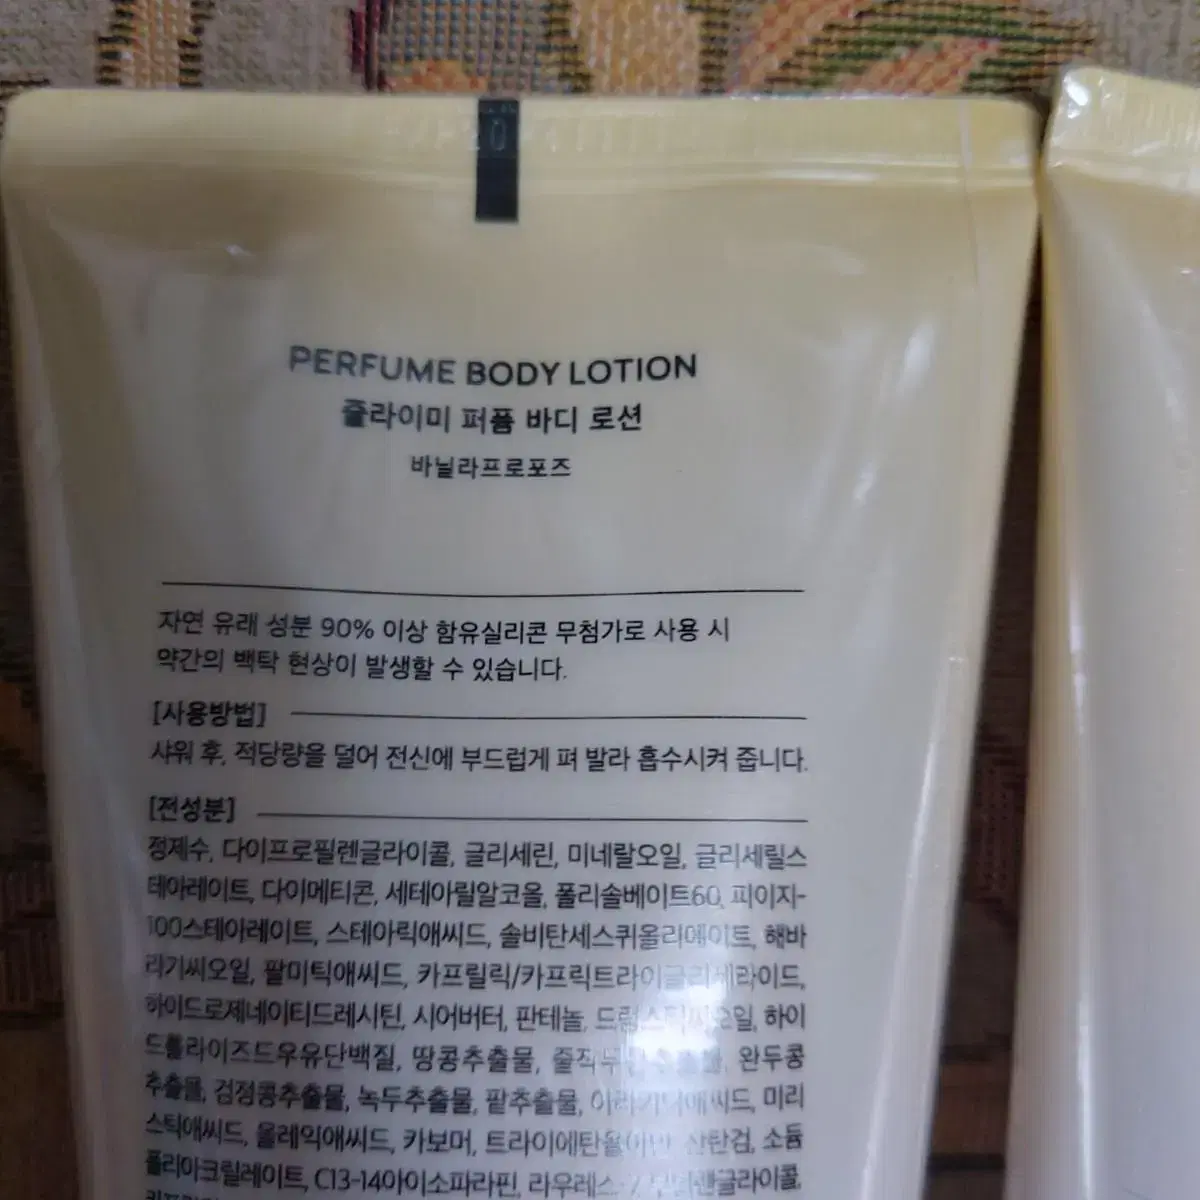 PERFUME BODY LOTION
쥴라이미 퍼퓸 바디 로션
바닐라프로포즈
자연 유래 성분 90% 이상 함유실리콘 무첨가로 사용 시
약간의 백탁 현상이 발생할 수 있습니다.
[사용방법]
샤워 후, 적당량을 덜어 전신에 부드럽게 펴 발라 흡수시켜 줍니다.
[전성분]
정제수, 다이프로필렌글라이콜, 글리세린, 미네랄오일, 글리세릴스
테아레이트, 다이메티콘, 세테아릴알코올, 폴리솔베이트60, 피이지-
100스테아레이트, 스테아릭애씨드, 솔비탄세스퀴올리에이트, 해바
라기씨오일, 팔미틱애씨드, 카프릴릭/카프릭트라이글리세라이드,
하이드로제네이티드레시틴, 시어버터, 판테놀, 하이
드롤라이즈드우유단백질, 땅콩추출물, 완두콩
추출물, 검정콩추출물, 녹두추출물, 팥추출물, 미리
스틱애씨드, 올레익애씨드, 카보머, 잔탄검, 소듐
폴리아크릴레이트, C13-14아이소파라핀, 라우레스-7